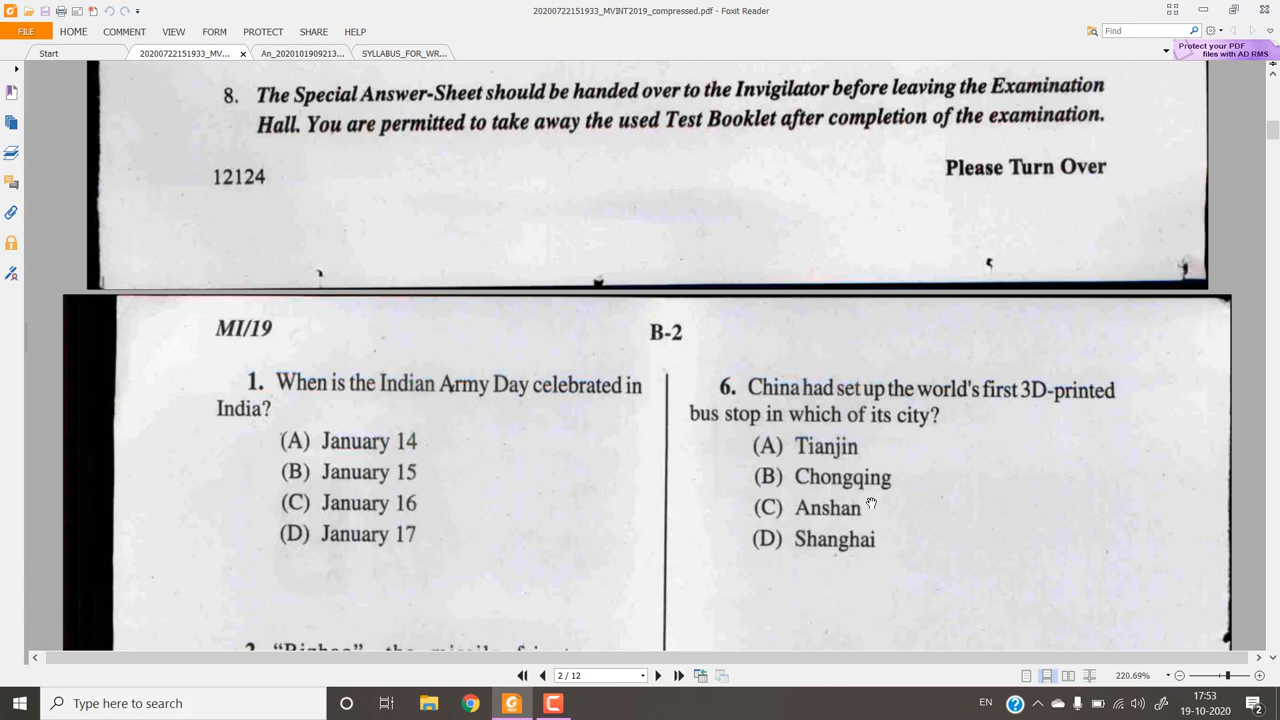 20200722151933_MVINT2019_compressed.pdf - Foxit Reader
FILE HOME COMMENT VIEW FORM PROTECT SHARE HELP
Find
Start 20200722151933_MV... An_2020101909213... SYLLABUS_FOR_WR...
Protect your PDF
files with AD RMS
8. The Special Answer-Sheet should be handed over to the Invigilator before leaving the Examination
Hall. You are permitted to take away the used Test Booklet after completion of the examination.
12124
Please Turn Over
MI/19
B-2
1. When is the Indian Army Day celebrated in
India?
(A) January 14
(B) January 15
(C) January 16
(D) January 17
6. China had set up the world's first 3D-printed
bus stop in which of its city?
(A) Tianjin
(B) Chongqing
(C) Anshan
(D) Shanghai
2 / 12
220.69%
Type here to search
EN
17:53
19-10-2020
2